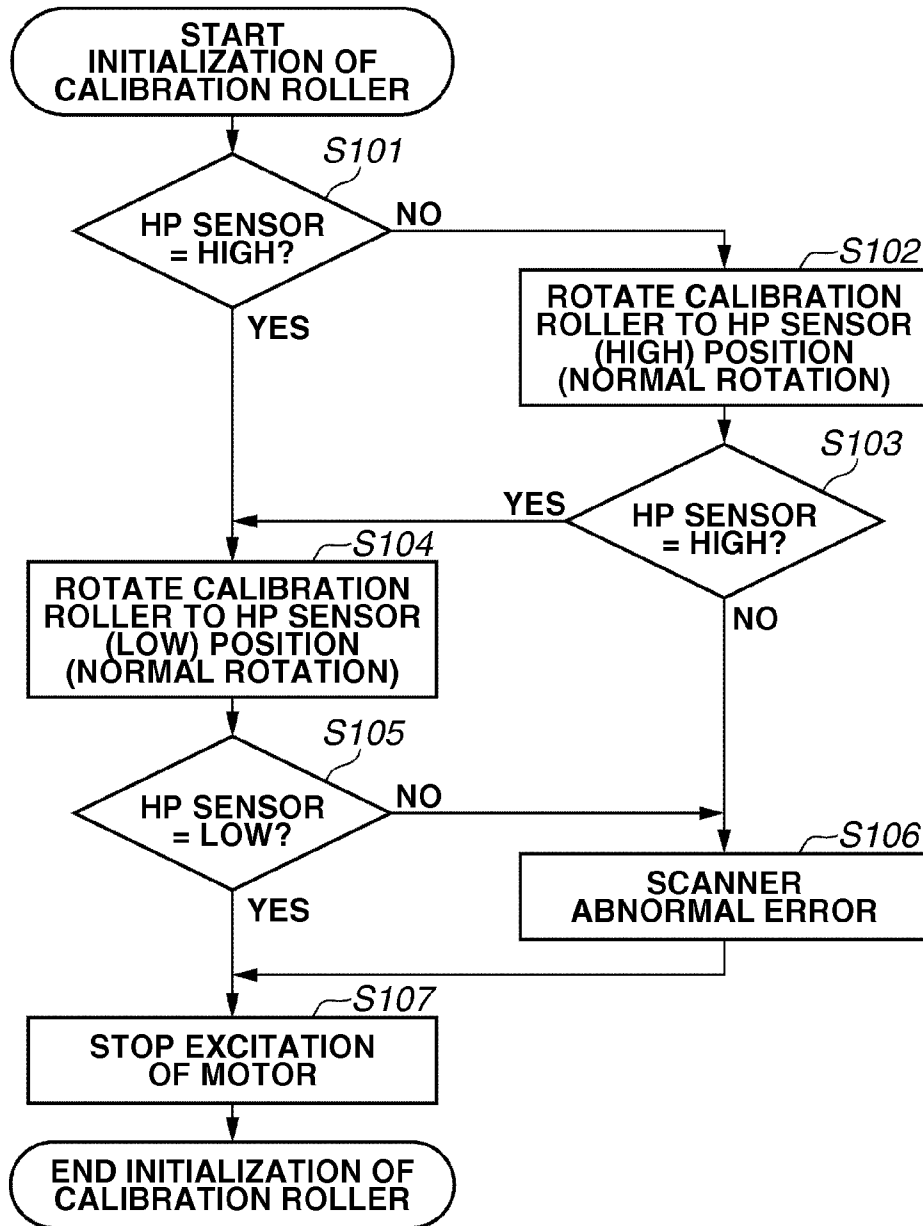 START
INITIALIZATION OF
CALIBRATION ROLLER
S101
HP SENSOR
= HIGH?
NO
YES
S102
ROTATE CALIBRATION
ROLLER TO HP SENSOR
(HIGH) POSITION
(NORMAL ROTATION)
S103
HP SENSOR
= HIGH?
YES
NO
S104
ROTATE CALIBRATION
ROLLER TO HP SENSOR
(LOW) POSITION
(NORMAL ROTATION)
S105
HP SENSOR
= LOW?
NO
YES
S106
SCANNER
ABNORMAL ERROR
S107
STOP EXCITATION
OF MOTOR
END INITIALIZATION OF
CALIBRATION ROLLER